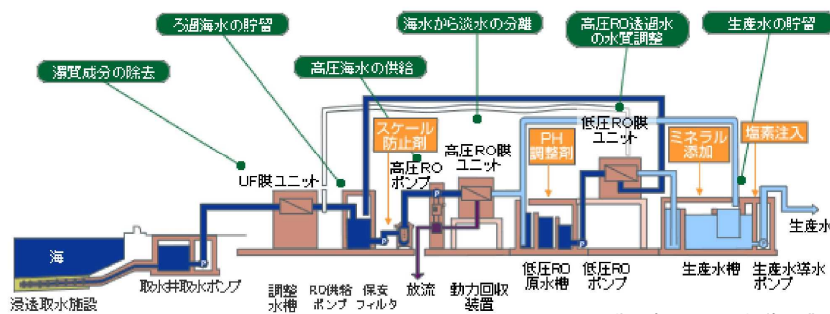 ろ過海水の貯留
海水から淡水の分離
高圧RO透過水
の水質調整
生産水の貯留
濁質成分の除去
高圧海水の供給
スケール
防止剤
高圧RO
ポンプ
高圧RO膜
ユニット
PH
調整剤
低圧RO膜
ユニット
ミネラル
添加
塩素注入
UF膜ユニット
生産水
海
浸透取水施設
取水井
取水ポンプ
調整
水槽
RO供給
ポンプ
保安
フィルタ
放流
動力回収
装置
低圧RO
原水槽
低圧RO
ポンプ
生産水槽
生産水導水
ポンプ